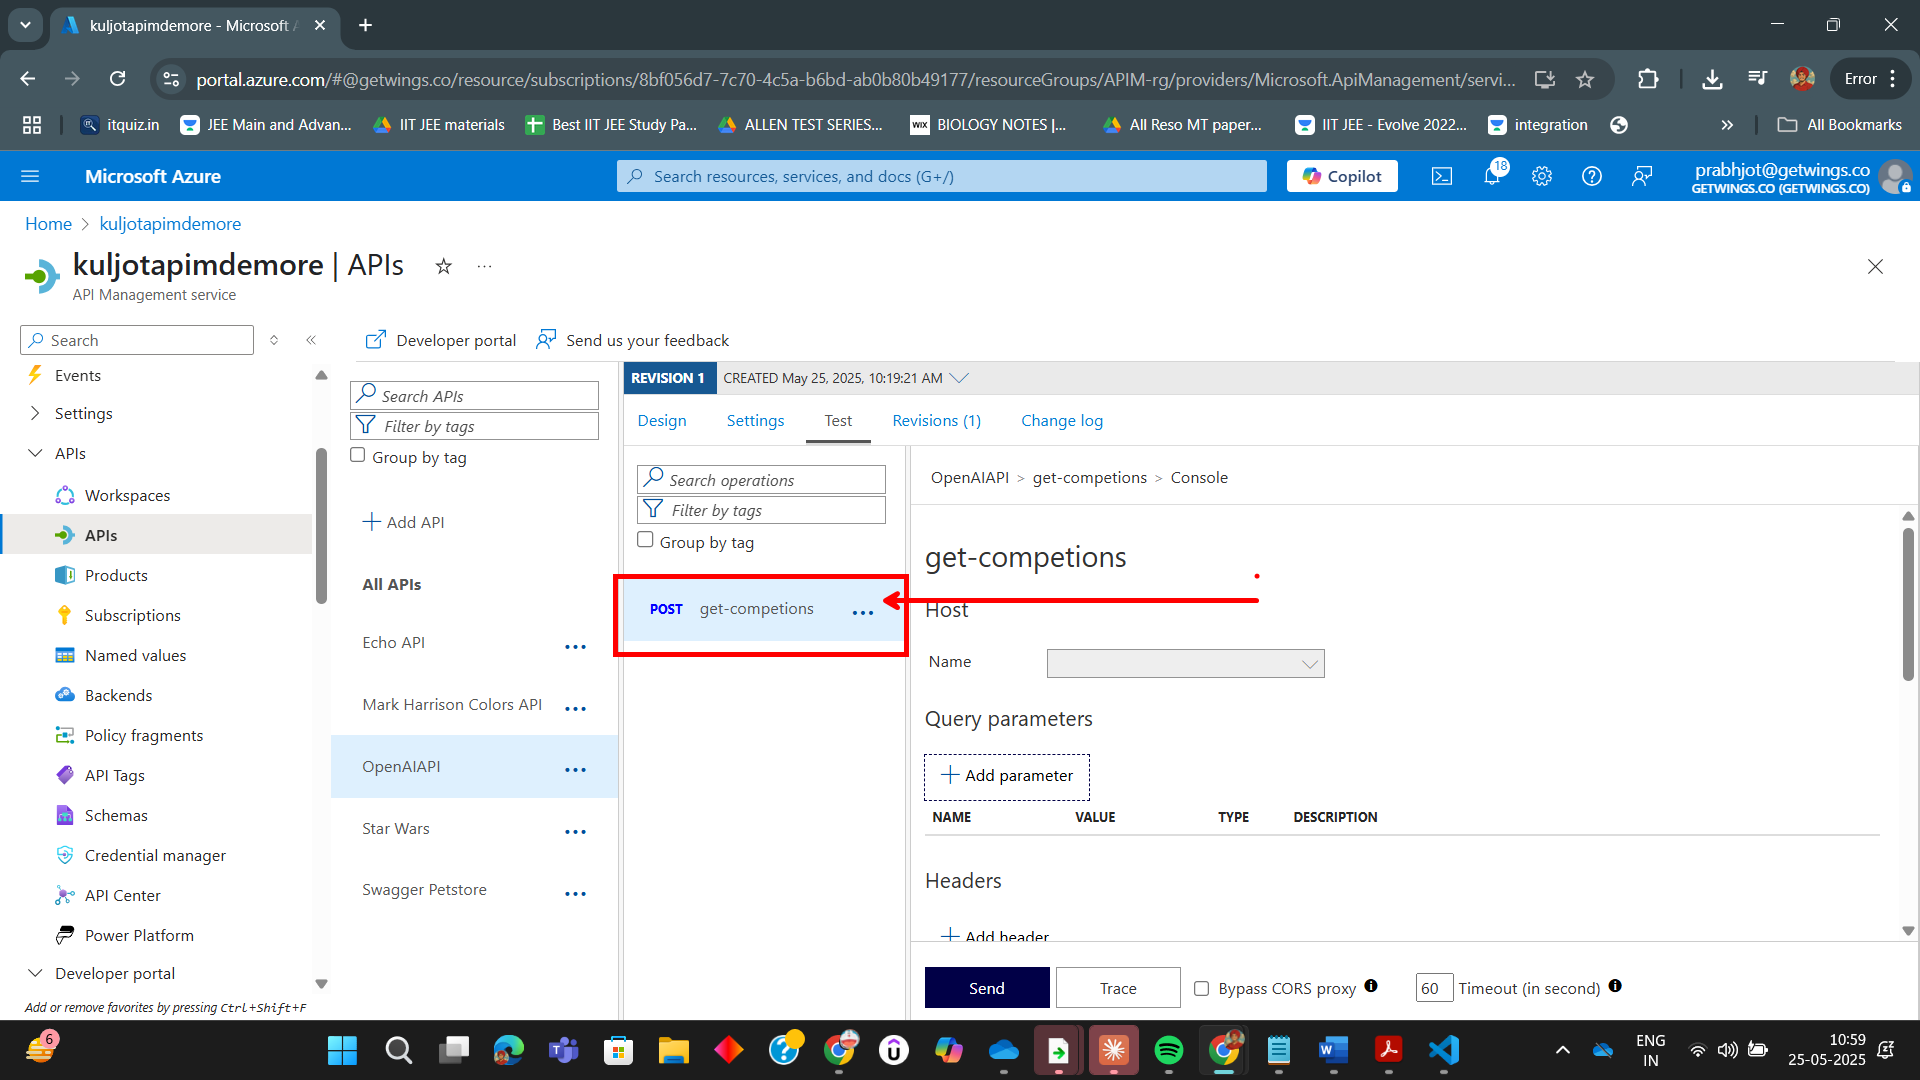 kuljotapimdemore - Microsoft A
portal.azure.com/#@getwings.co/resource/subscriptions/8bf056d7-7c70-4c5a-b6bd-ab0b80b49177/resourceGroups/APIM-rg/providers/Microsoft.ApiManagement/servi...
Error
itquiz.in
JEE Main and Advan...
IIT JEE materials
Best IIT JEE Study Pa...
ALLEN TEST SERIES...
WIX
BIOLOGY NOTES |...
All Reso MT paper...
IIT JEE - Evolve 2022...
integration
All Bookmarks
Microsoft Azure
Search resources, services, and docs (G+/)
Copilot
18
prabhjot@getwings.co
GETWINGS.CO (GETWINGS.CO)
Home > kuljotapimdemore
kuljotapimdemore | APIs
API Management service
Search
Events
Settings
APIs
Workspaces
APIs
Products
Subscriptions
Named values
Backends
Policy fragments
API Tags
Schemas
Credential manager
API Center
Power Platform
Developer portal
Add or remove favorites by pressing Ctrl+Shift+F
Developer portal
Send us your feedback
Search APIs
Filter by tags
Group by tag
Add API
All APIs
Echo API
Mark Harrison Colors API
OpenAIAPI
Star Wars
Swagger Petstore
REVISION 1
CREATED May 25, 2025, 10:19:21 AM
Design
Settings
Test
Revisions (1)
Change log
Search operations
Filter by tags
Group by tag
POST get-competions
OpenAIAPI > get-competions > Console
get-competions
Host
Name
Query parameters
Add parameter
NAME
VALUE
TYPE
DESCRIPTION
Headers
Add header
Send
Trace
Bypass CORS proxy
60
Timeout (in second)
6
ENG
IN
10:59
25-05-2025